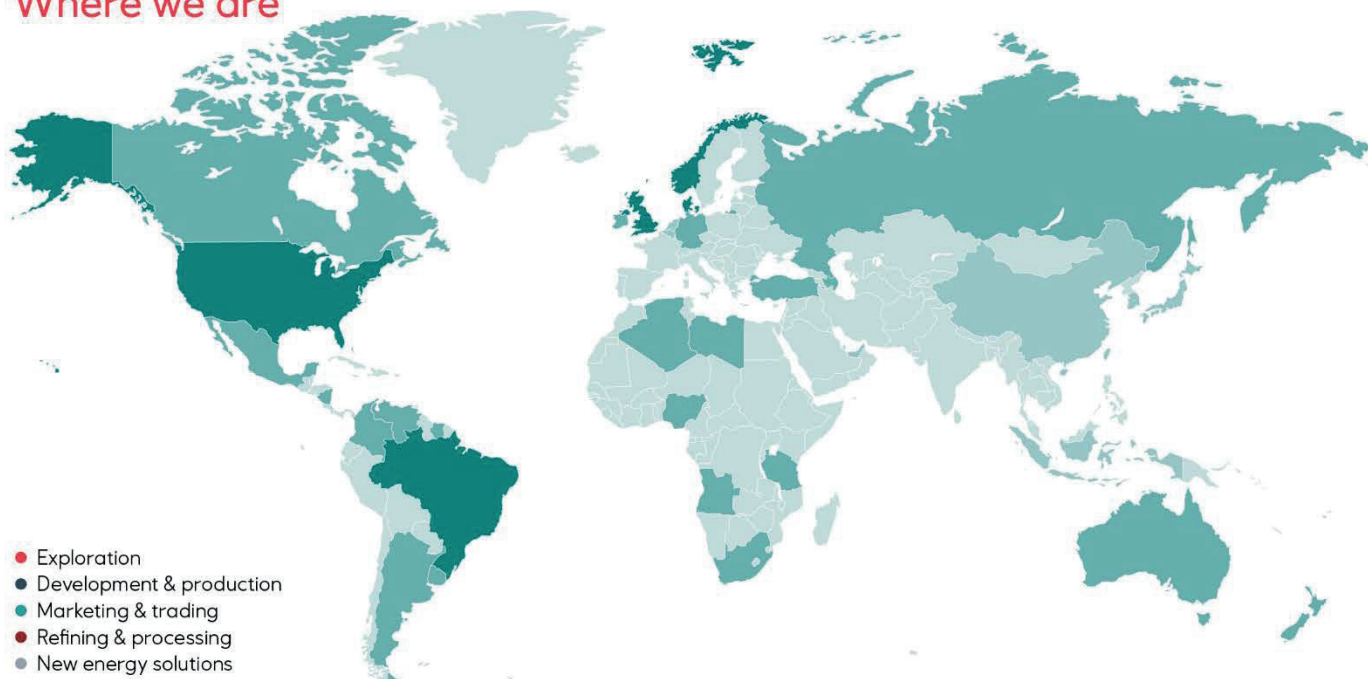 Where we are
Exploration
Development & production
Marketing & trading
Refining & processing
New energy solutions